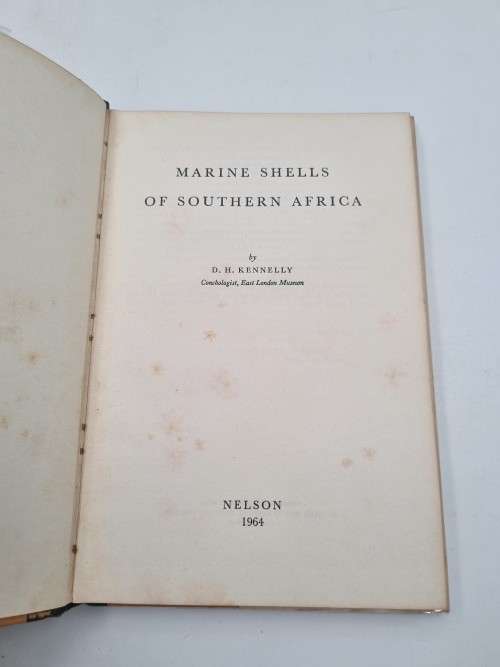 MARINE SHELLS
OF SOUTHERN AFRICA
by
D. H. KENNELLY
Conchologist, East London Museum
NELSON
1964